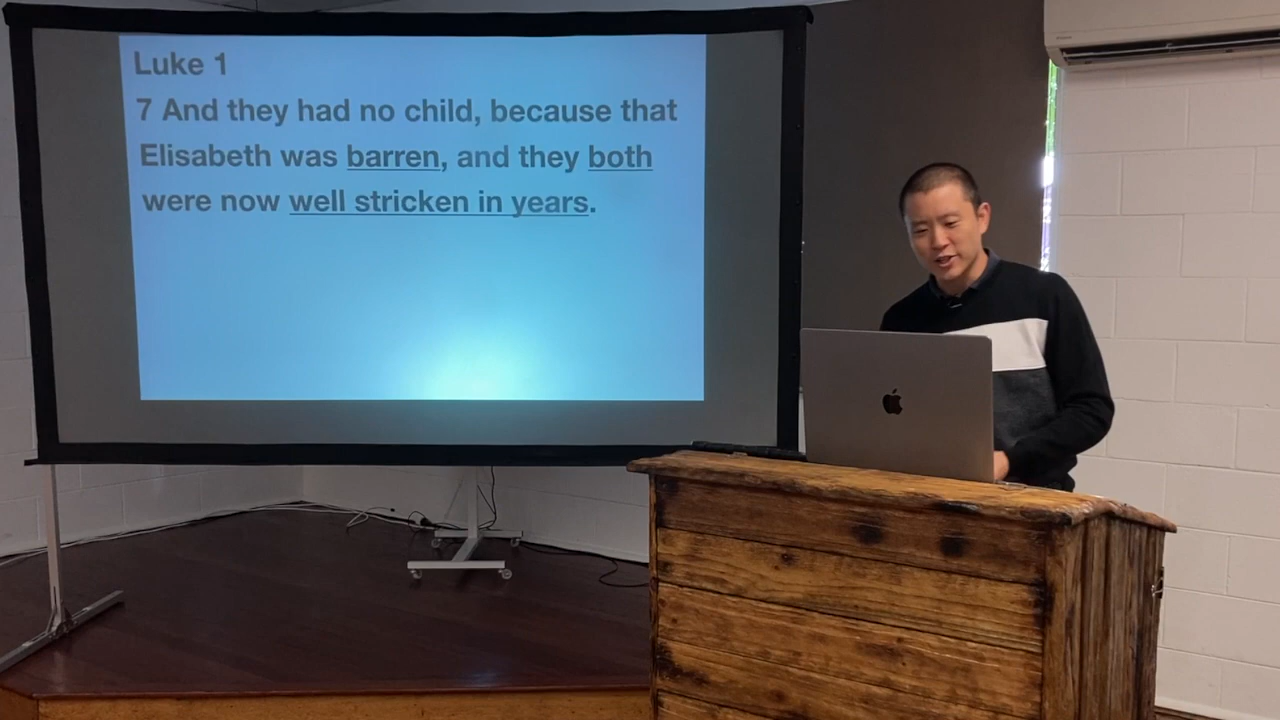 Luke 1
7 And they had no child, because that
Elisabeth was barren, and they both
were now well stricken in years.